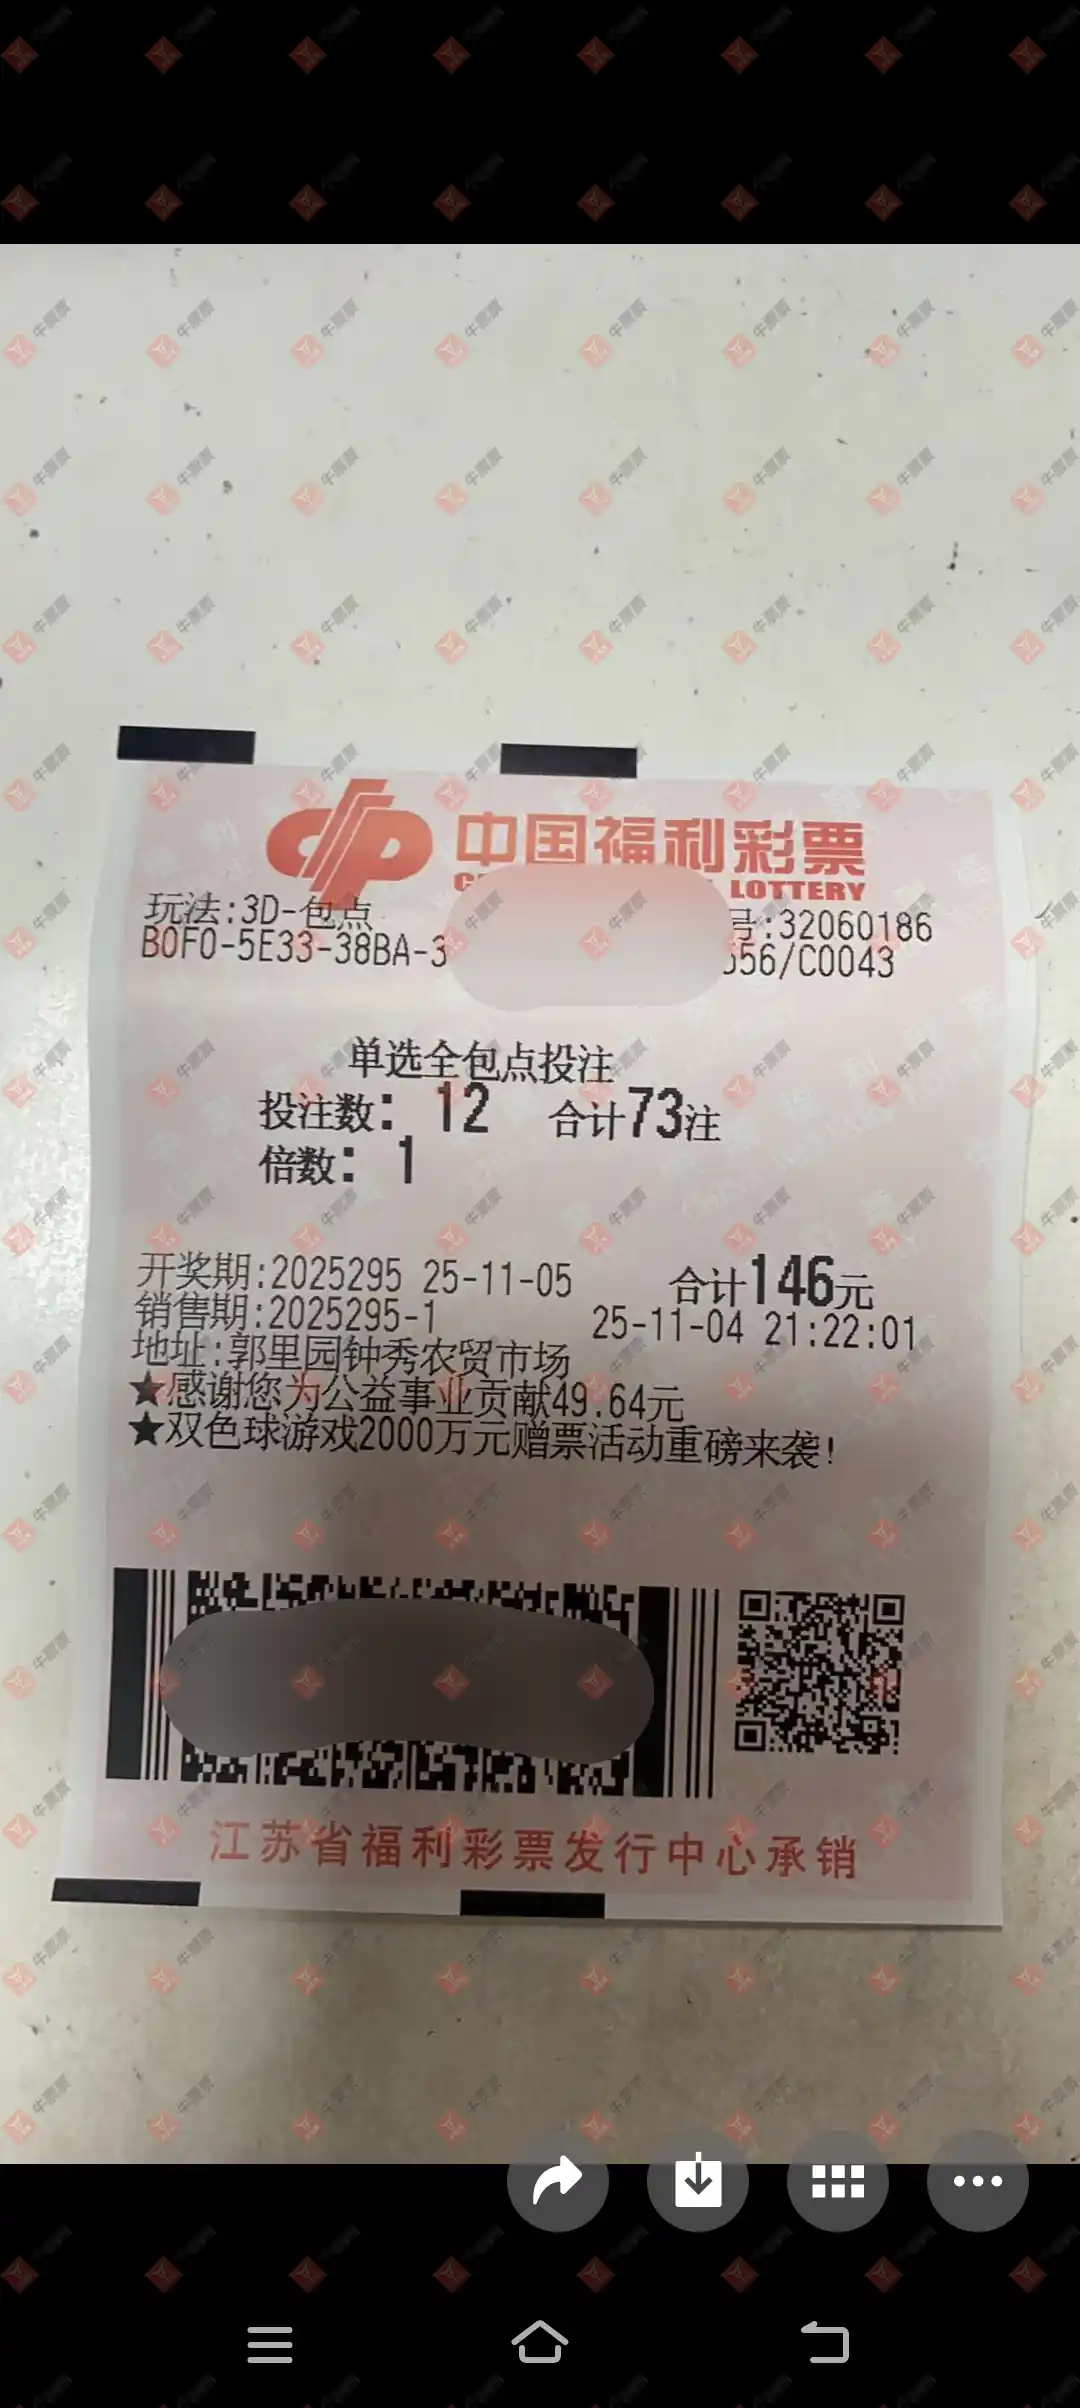 中国福利彩票
LOTTERY
玩法:3D-包点
号:32060186
B0F0-5E33-38BA-3
556/C0043
单选全包点投注
投注数: 12 合计73注
倍数: 1
开奖期:2025295 25-11-05 合计146元
销售期:2025295-1 25-11-04 21:22:01
地址:郭里园钟秀农贸市场
★感谢您为公益事业贡献49.64元
★双色球游戏2000万元赠票活动重磅来袭!
江苏省福利彩票发行中心承销
牛票票